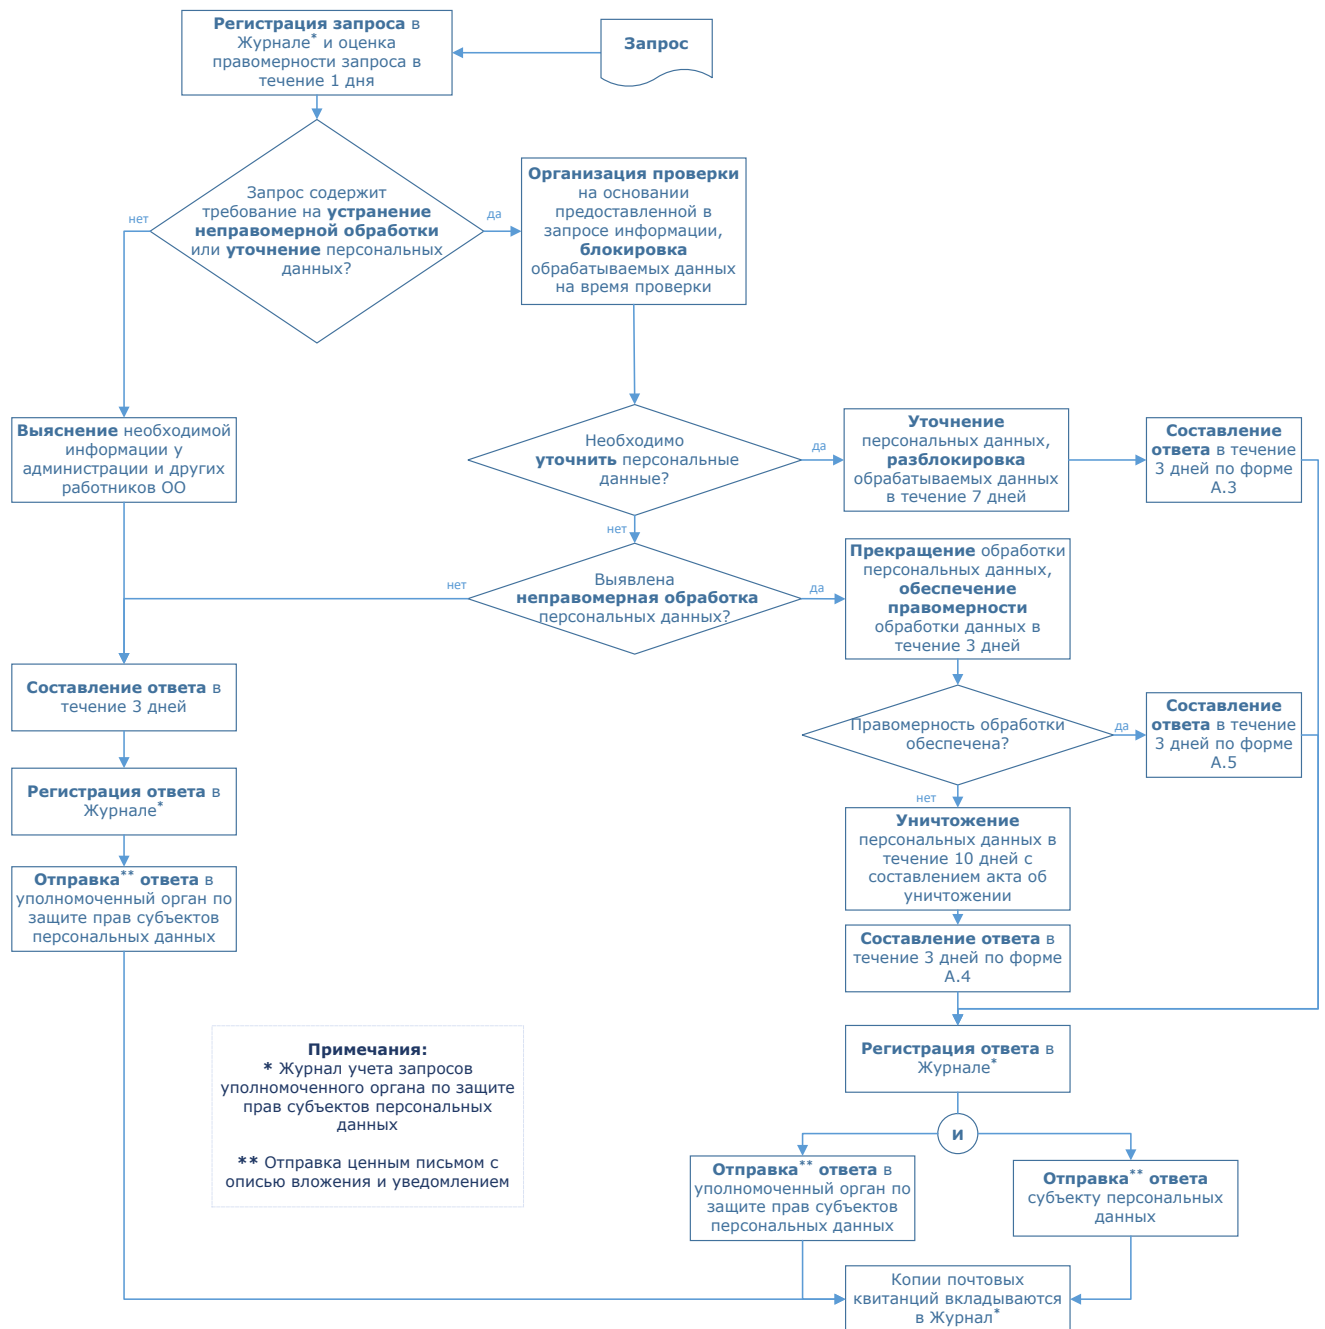 Регистрация запроса в
Журнале* и оценка
правомерности запроса в
течение 1 дня
Запрос
Запрос содержит
требование на устранение
неправомерной обработки
или уточнение персональных
данных?
нет
да
Организация проверки
на основании
предоставленной в
запросе информации,
блокировка
обрабатываемых данных
на время проверки
Выяснение необходимой
информации у
администрации и других
работников ОО
Необходимо
уточнить персональные
данные?
да
Уточнение
персональных данных,
разблокировка
обрабатываемых данных
в течение 7 дней
Составление
ответа в течение
3 дней по форме
А.3
нет
Выявлена
неправомерная обработка
персональных данных?
нет
да
Прекращение обработки
персональных данных,
обеспечение
правомерности
обработки данных в
течение 3 дней
Составление ответа в
течение 3 дней
Правомерность обработки
обеспечена?
да
Составление
ответа в течение
3 дней по форме
А.5
нет
Регистрация ответа в
Журнале*
Уничтожение
персональных данных в
течение 10 дней с
составлением акта об
уничтожении
Отправка** ответа в
уполномоченный орган по
защите прав субъектов
персональных данных
Составление ответа в
течение 3 дней по форме
А.4
Примечания:
* Журнал учета запросов
уполномоченного органа по защите
прав субъектов персональных
данных
** Отправка ценным письмом с
описью вложения и уведомлением
Регистрация ответа в
Журнале*
И
Отправка** ответа в
уполномоченный орган по
защите прав субъектов
персональных данных
Отправка** ответа
субъекту персональных
данных
Копии почтовых
квитанций вкладываются
в Журнал*